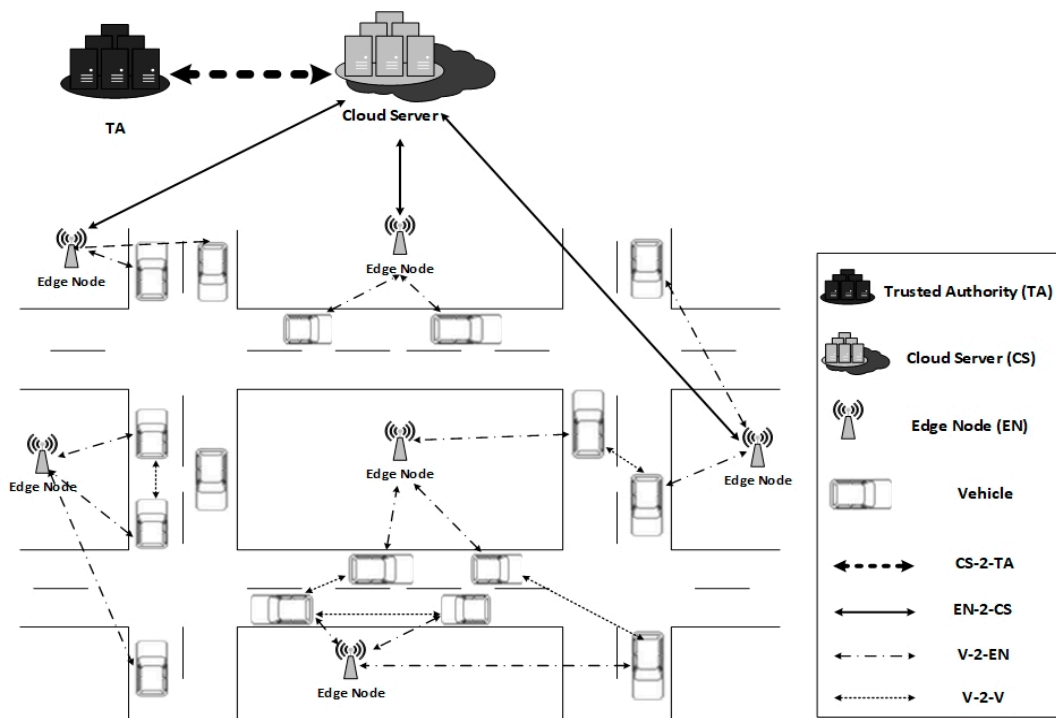 TA
Cloud Server
Edge Node
Edge Node
Edge Node
Edge Node
Edge Node
Edge Node
Trusted Authority (TA)
Cloud Server (CS)
Edge Node (EN)
Vehicle
CS-2-TA
EN-2-CS
V-2-EN
V-2-V